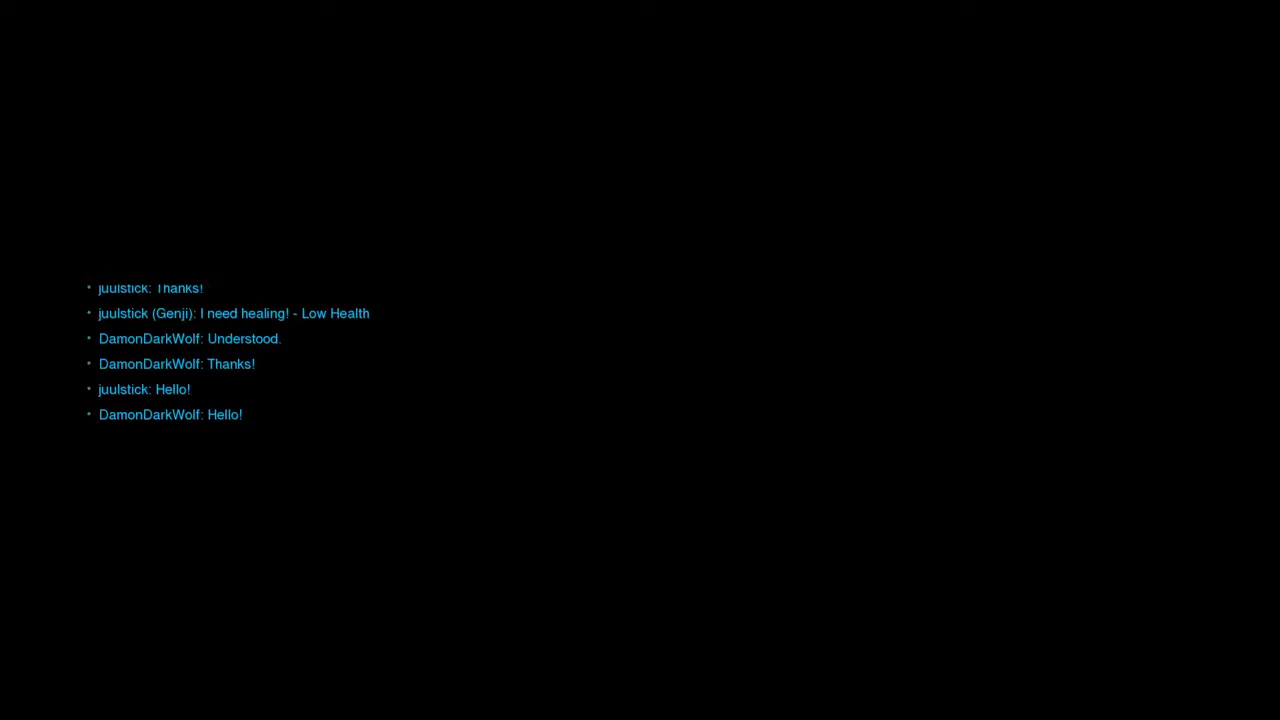 juulstick: Thanks!
juulstick (Genji): I need healing! - Low Health
DamonDarkWolf: Understood.
DamonDarkWolf: Thanks!
juulstick: Hello!
DamonDarkWolf: Hello!